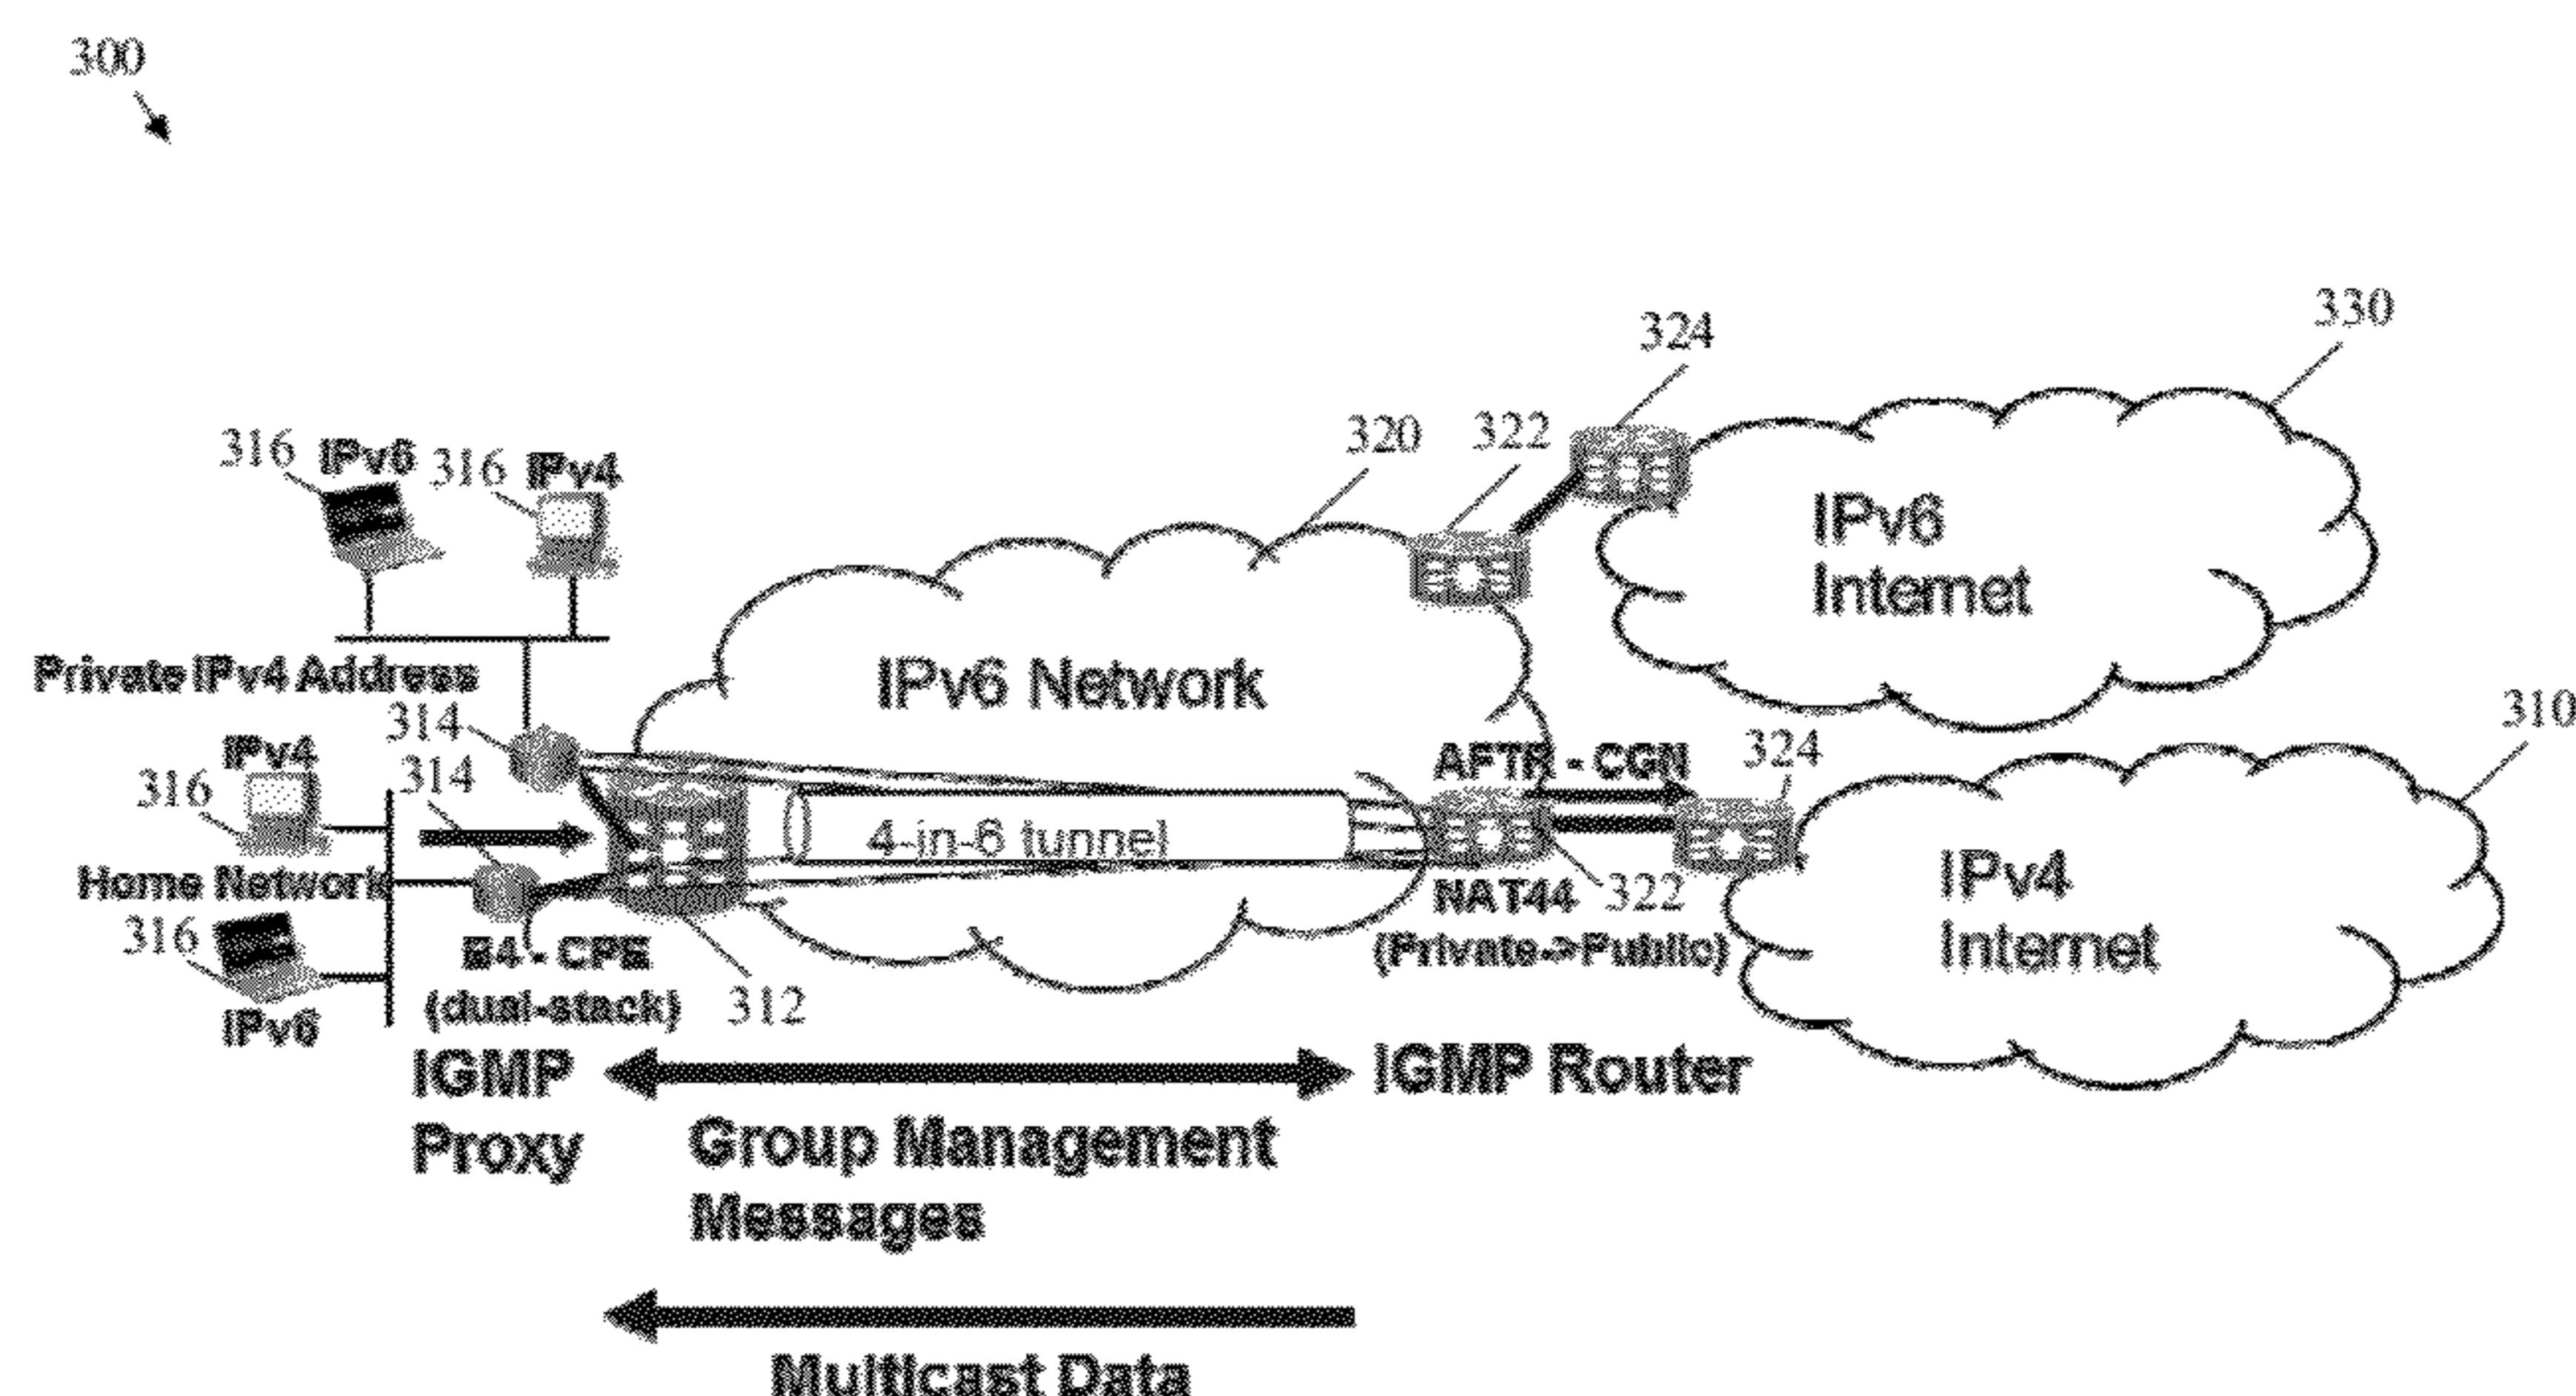 300
330
324
320
322
316
IPv6
316
IPv4
IPv6
Internet
Private IPv4 Address
IPv6 Network
310
314
IPv4
314
316
AFTR - CGN
324
4-in-6 tunnel
Home Network
NAT44
322
IPv4
Internet
316
B4 - CPE
(Private->Public)
(dual-stack)
312
IPv6
IGMP
Proxy
IGMP Router
Group Management
Messages
Multicast Data